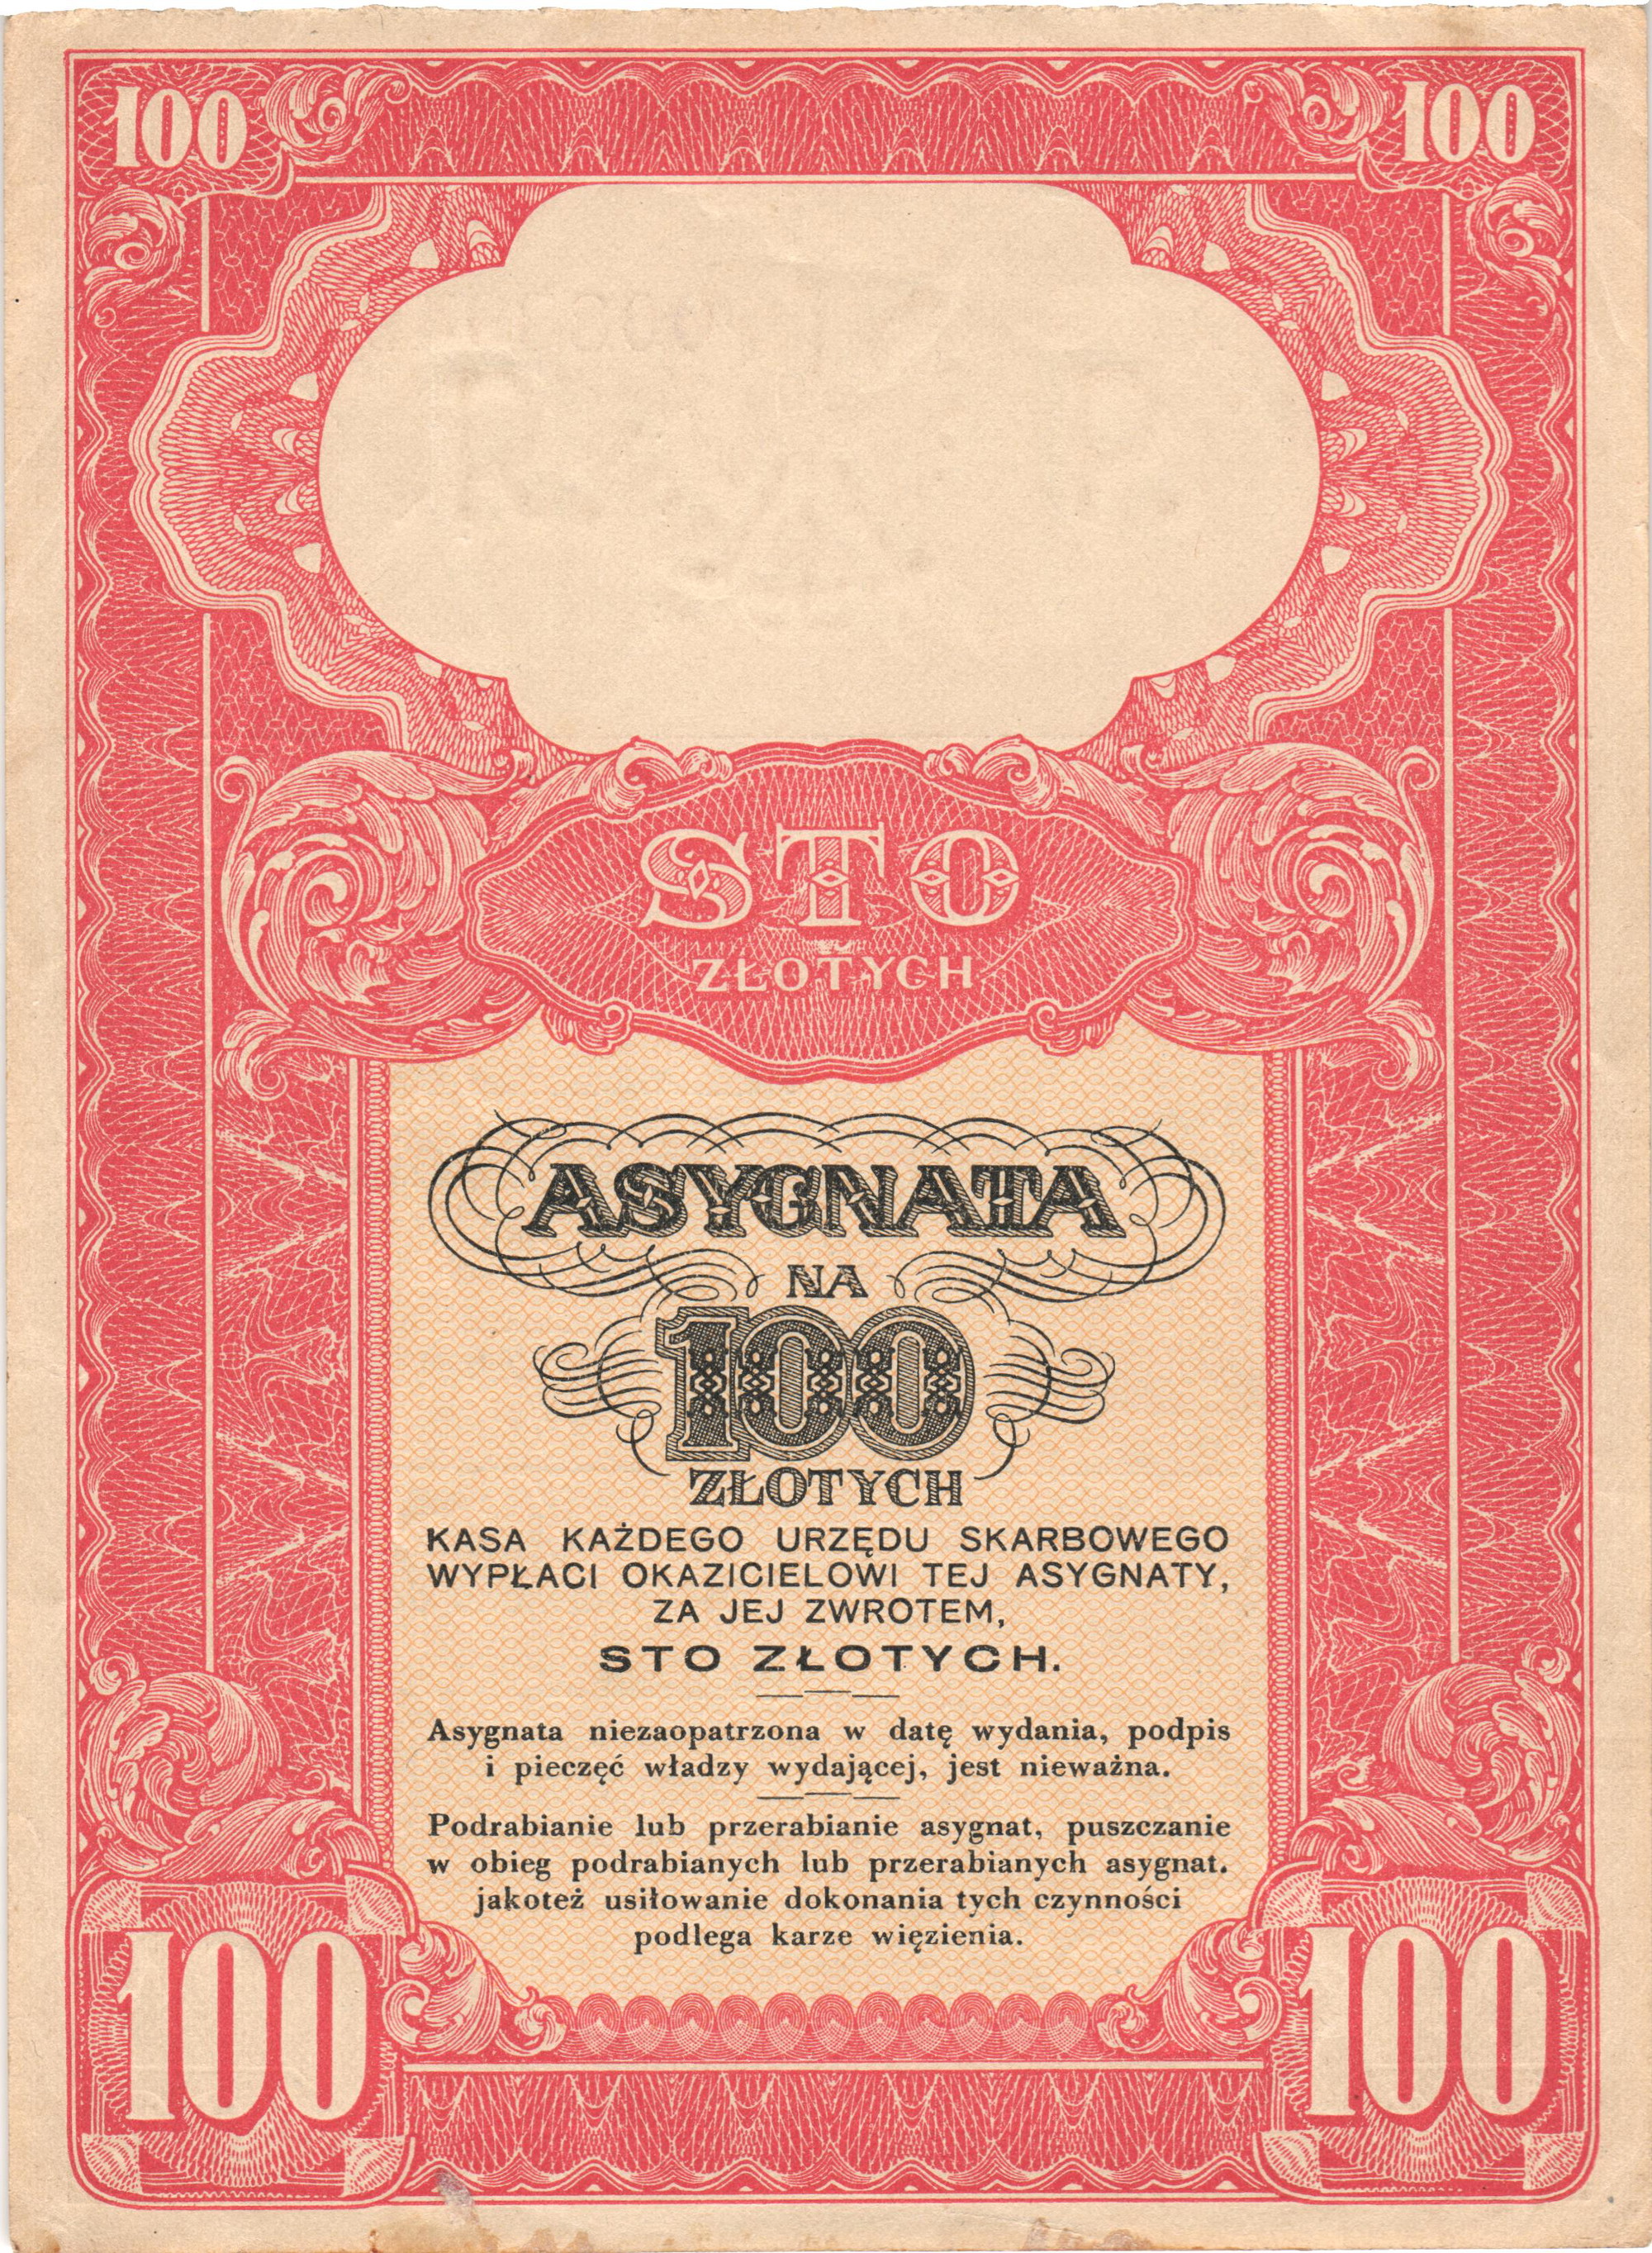 100 100
STO
ZŁOTYCH
ASYGNATA
NA
100
ZŁOTYCH
KASA KAŻDEGO URZĘDU SKARBOWEGO
WYPŁACI OKAZICIELOWI TEJ ASYGNATY,
ZA JEJ ZWROTEM,
STO ZŁOTYCH.
Asygnata niezaopatrzona w datę wydania, podpis
i pieczęć władzy wydającej, jest nieważna.
Podrabianie lub przerabianie asygnat, puszczanie
w obieg podrabianych lub przerabianych asygnat.
jakoteż usiłowanie dokonania tych czynności
podlega karze więzienia.
100 100